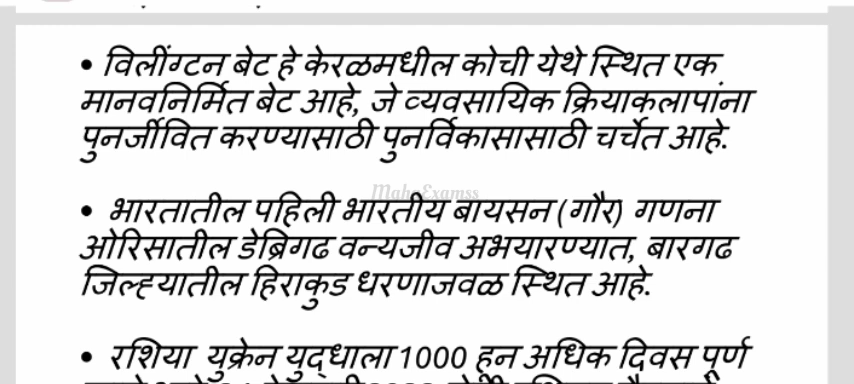 • विलींग्टन बेट हे केरळमधील कोची येथे स्थित एक
मानवनिर्मित बेट आहे, जे व्यवसायिक क्रियाकलापांना
पुनर्जीवित करण्यासाठी पुनर्विकासासाठी चर्चेत आहे.
MahaExamss
• भारतातील पहिली भारतीय बायसन (गौर) गणना
ओरिसातील डेब्रिगढ वन्यजीव अभयारण्यात, बारगढ
जिल्ह्यातील हिराकुड धरणाजवळ स्थित आहे.
• रशिया युक्रेन युद्धाला 1000 हून अधिक दिवस पूर्ण